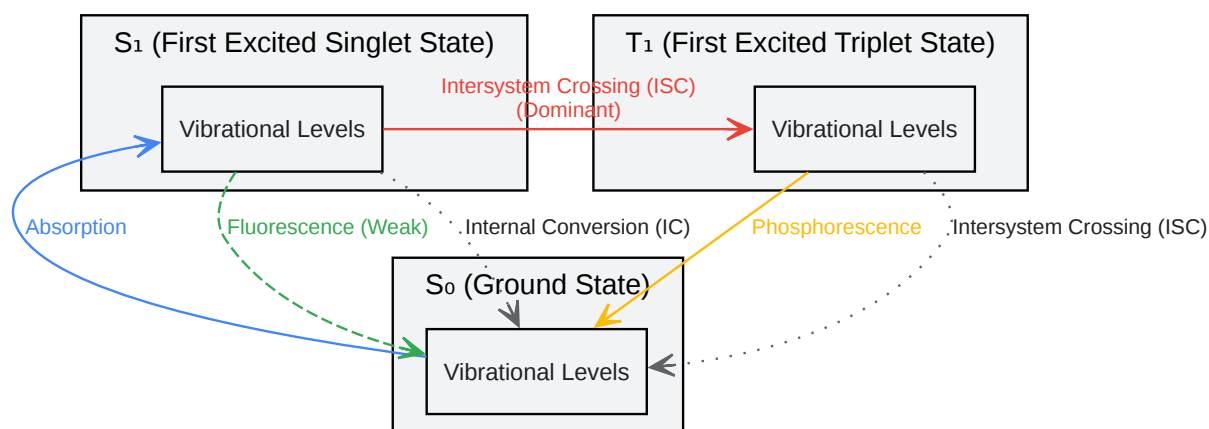 S₁ (First Excited Singlet State)
T₁ (First Excited Triplet State)
Intersystem Crossing (ISC)
(Dominant)
Vibrational Levels
Vibrational Levels
Absorption
Fluorescence (Weak)
Internal Conversion (IC)
Phosphorescence
Intersystem Crossing (ISC)
S₀ (Ground State)
Vibrational Levels